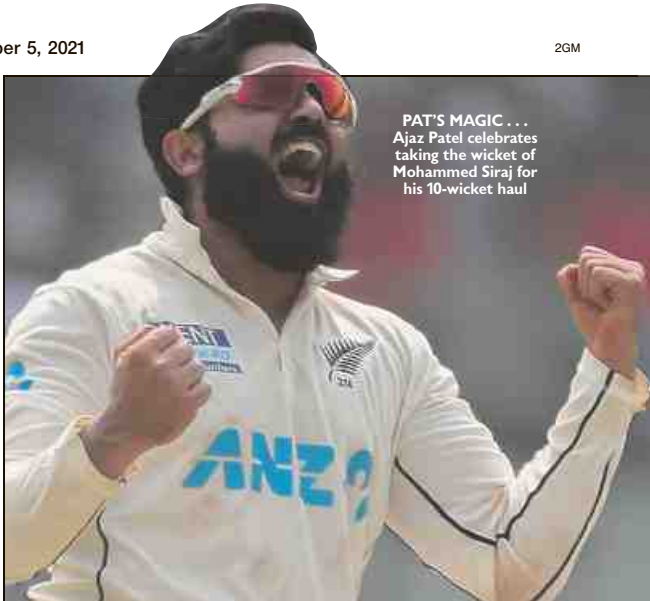 er 5, 2021
2GM
PAT'S MAGIC . . .
Ajaz Patel celebrates
taking the wicket of
Mohammed Siraj for
his 10-wicket haul
ANZ